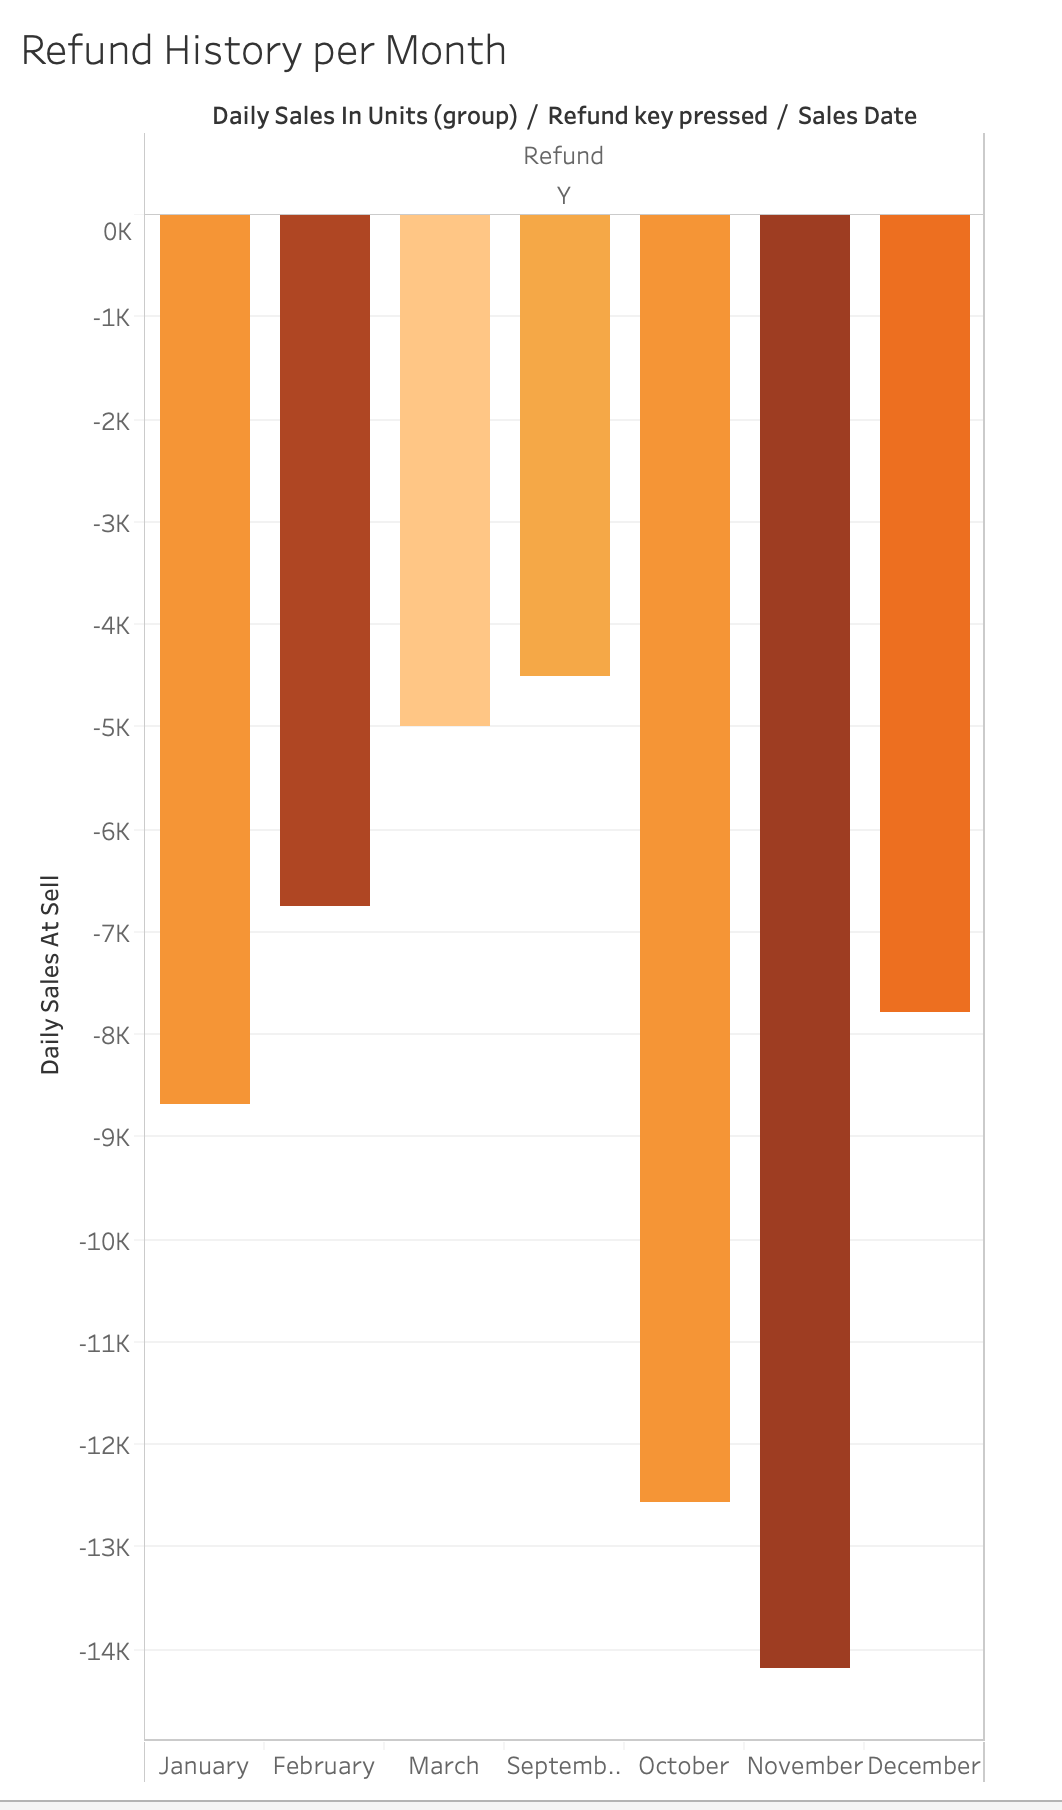 Refund History per Month
Daily Sales In Units (group) / Refund key pressed / Sales Date
Refund
Y
0K
-1K
-2K
-3K
-4K
-5K
-6K
-7K
-8K
-9K
-10K
-11K
-12K
-13K
-14K
Daily Sales At Sell
January February March Septemb.. October November December